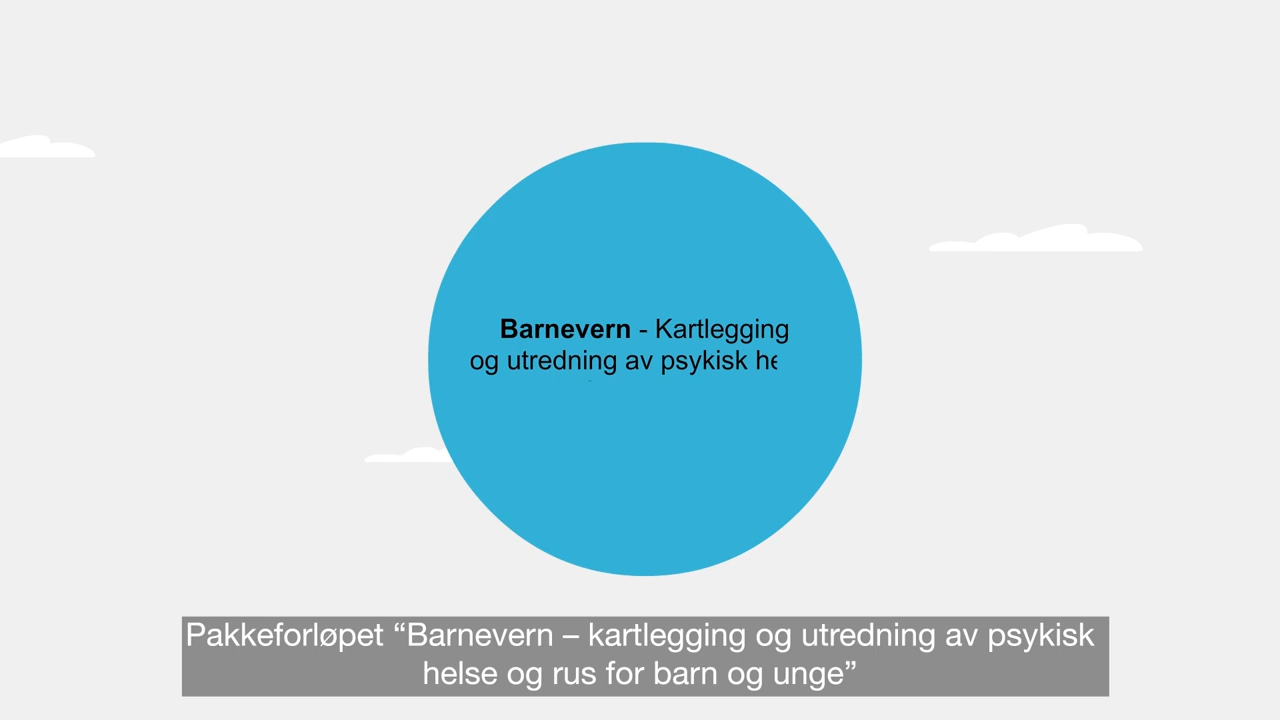 Barnevern - Kartlegging
og utredning av psykisk
Pakkeforløpet “Barnevern – kartlegging og utredning av psykisk
helse og rus for barn og unge”